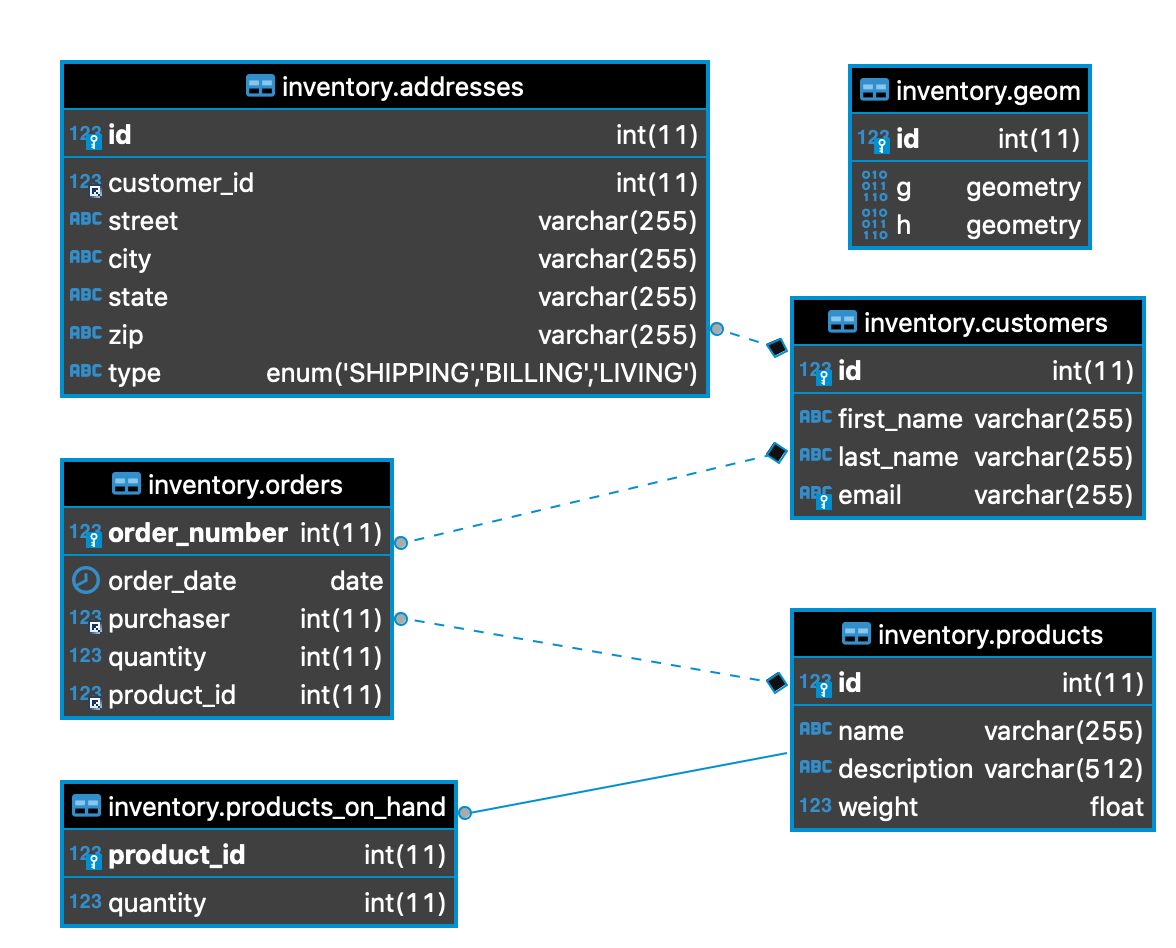 inventory.addresses
123 id int(11)
123 customer_id int(11)
ABC street varchar(255)
ABC city varchar(255)
ABC state varchar(255)
ABC zip varchar(255)
ABC type enum('SHIPPING','BILLING','LIVING')
inventory.geom
123 id int(11)
010 011 110 g geometry
010 011 110 h geometry
inventory.customers
123 id int(11)
ABC first_name varchar(255)
ABC last_name varchar(255)
ABC email varchar(255)
inventory.orders
123 order_number int(11)
order_date date
123 purchaser int(11)
123 quantity int(11)
123 product_id int(11)
inventory.products
123 id int(11)
ABC name varchar(255)
ABC description varchar(512)
123 weight float
inventory.products_on_hand
123 product_id int(11)
123 quantity int(11)